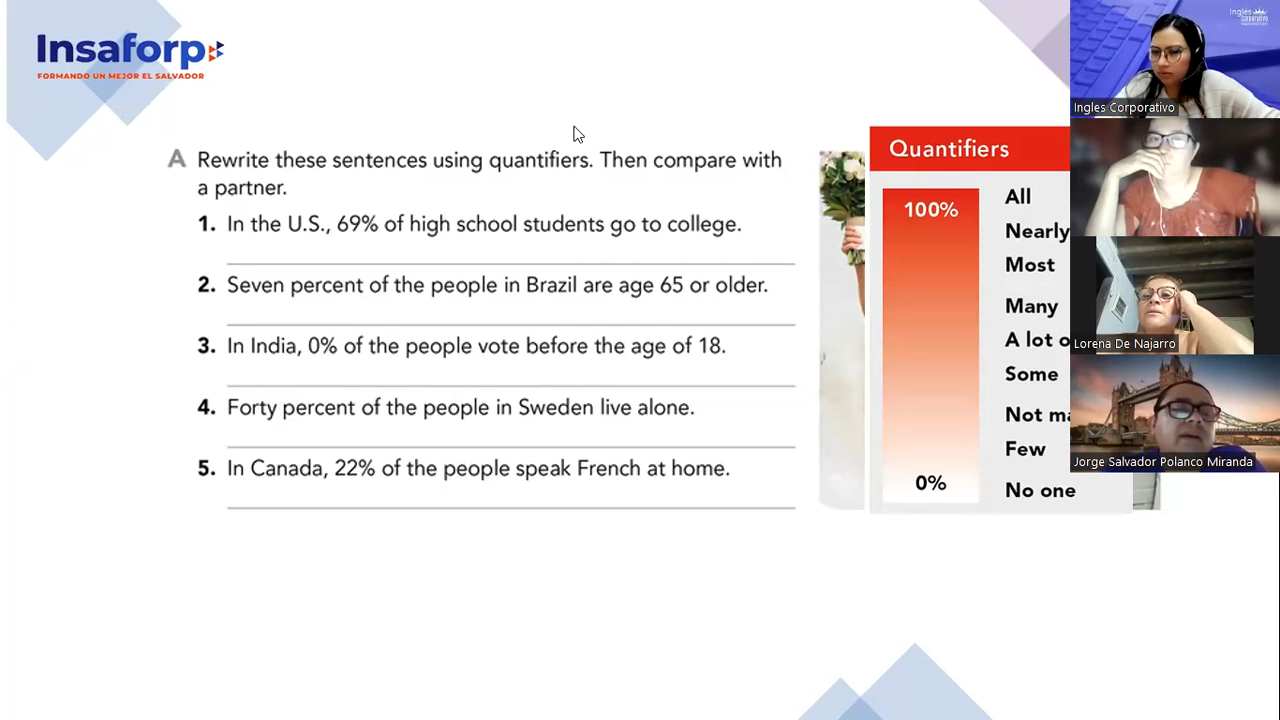 Insaforp
FORMANDO UN MEJOR EL SALVADOR
A Rewrite these sentences using quantifiers. Then compare with
a partner.
1. In the U.S., 69% of high school students go to college.
2. Seven percent of the people in Brazil are age 65 or older.
3. In India, 0% of the people vote before the age of 18.
4. Forty percent of the people in Sweden live alone.
5. In Canada, 22% of the people speak French at home.
Quantifiers
100%
0%
All
Nearly
Most
Many
A lot o
Some
Not ma
Few
No one
Inglés
Corporativo
Ingles Corporativo
Lorena De Najarro
Jorge Salvador Polanco Miranda